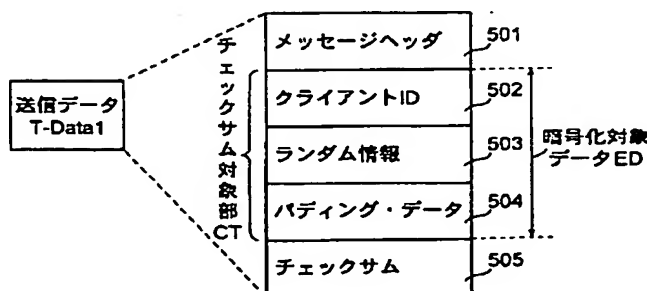 送信データ
T-Data1
チェックサム対象部CT
メッセージヘッダ
501
クライアントID
502
ランダム情報
503
パディング・データ
504
チェックサム
505
暗号化対象
データED